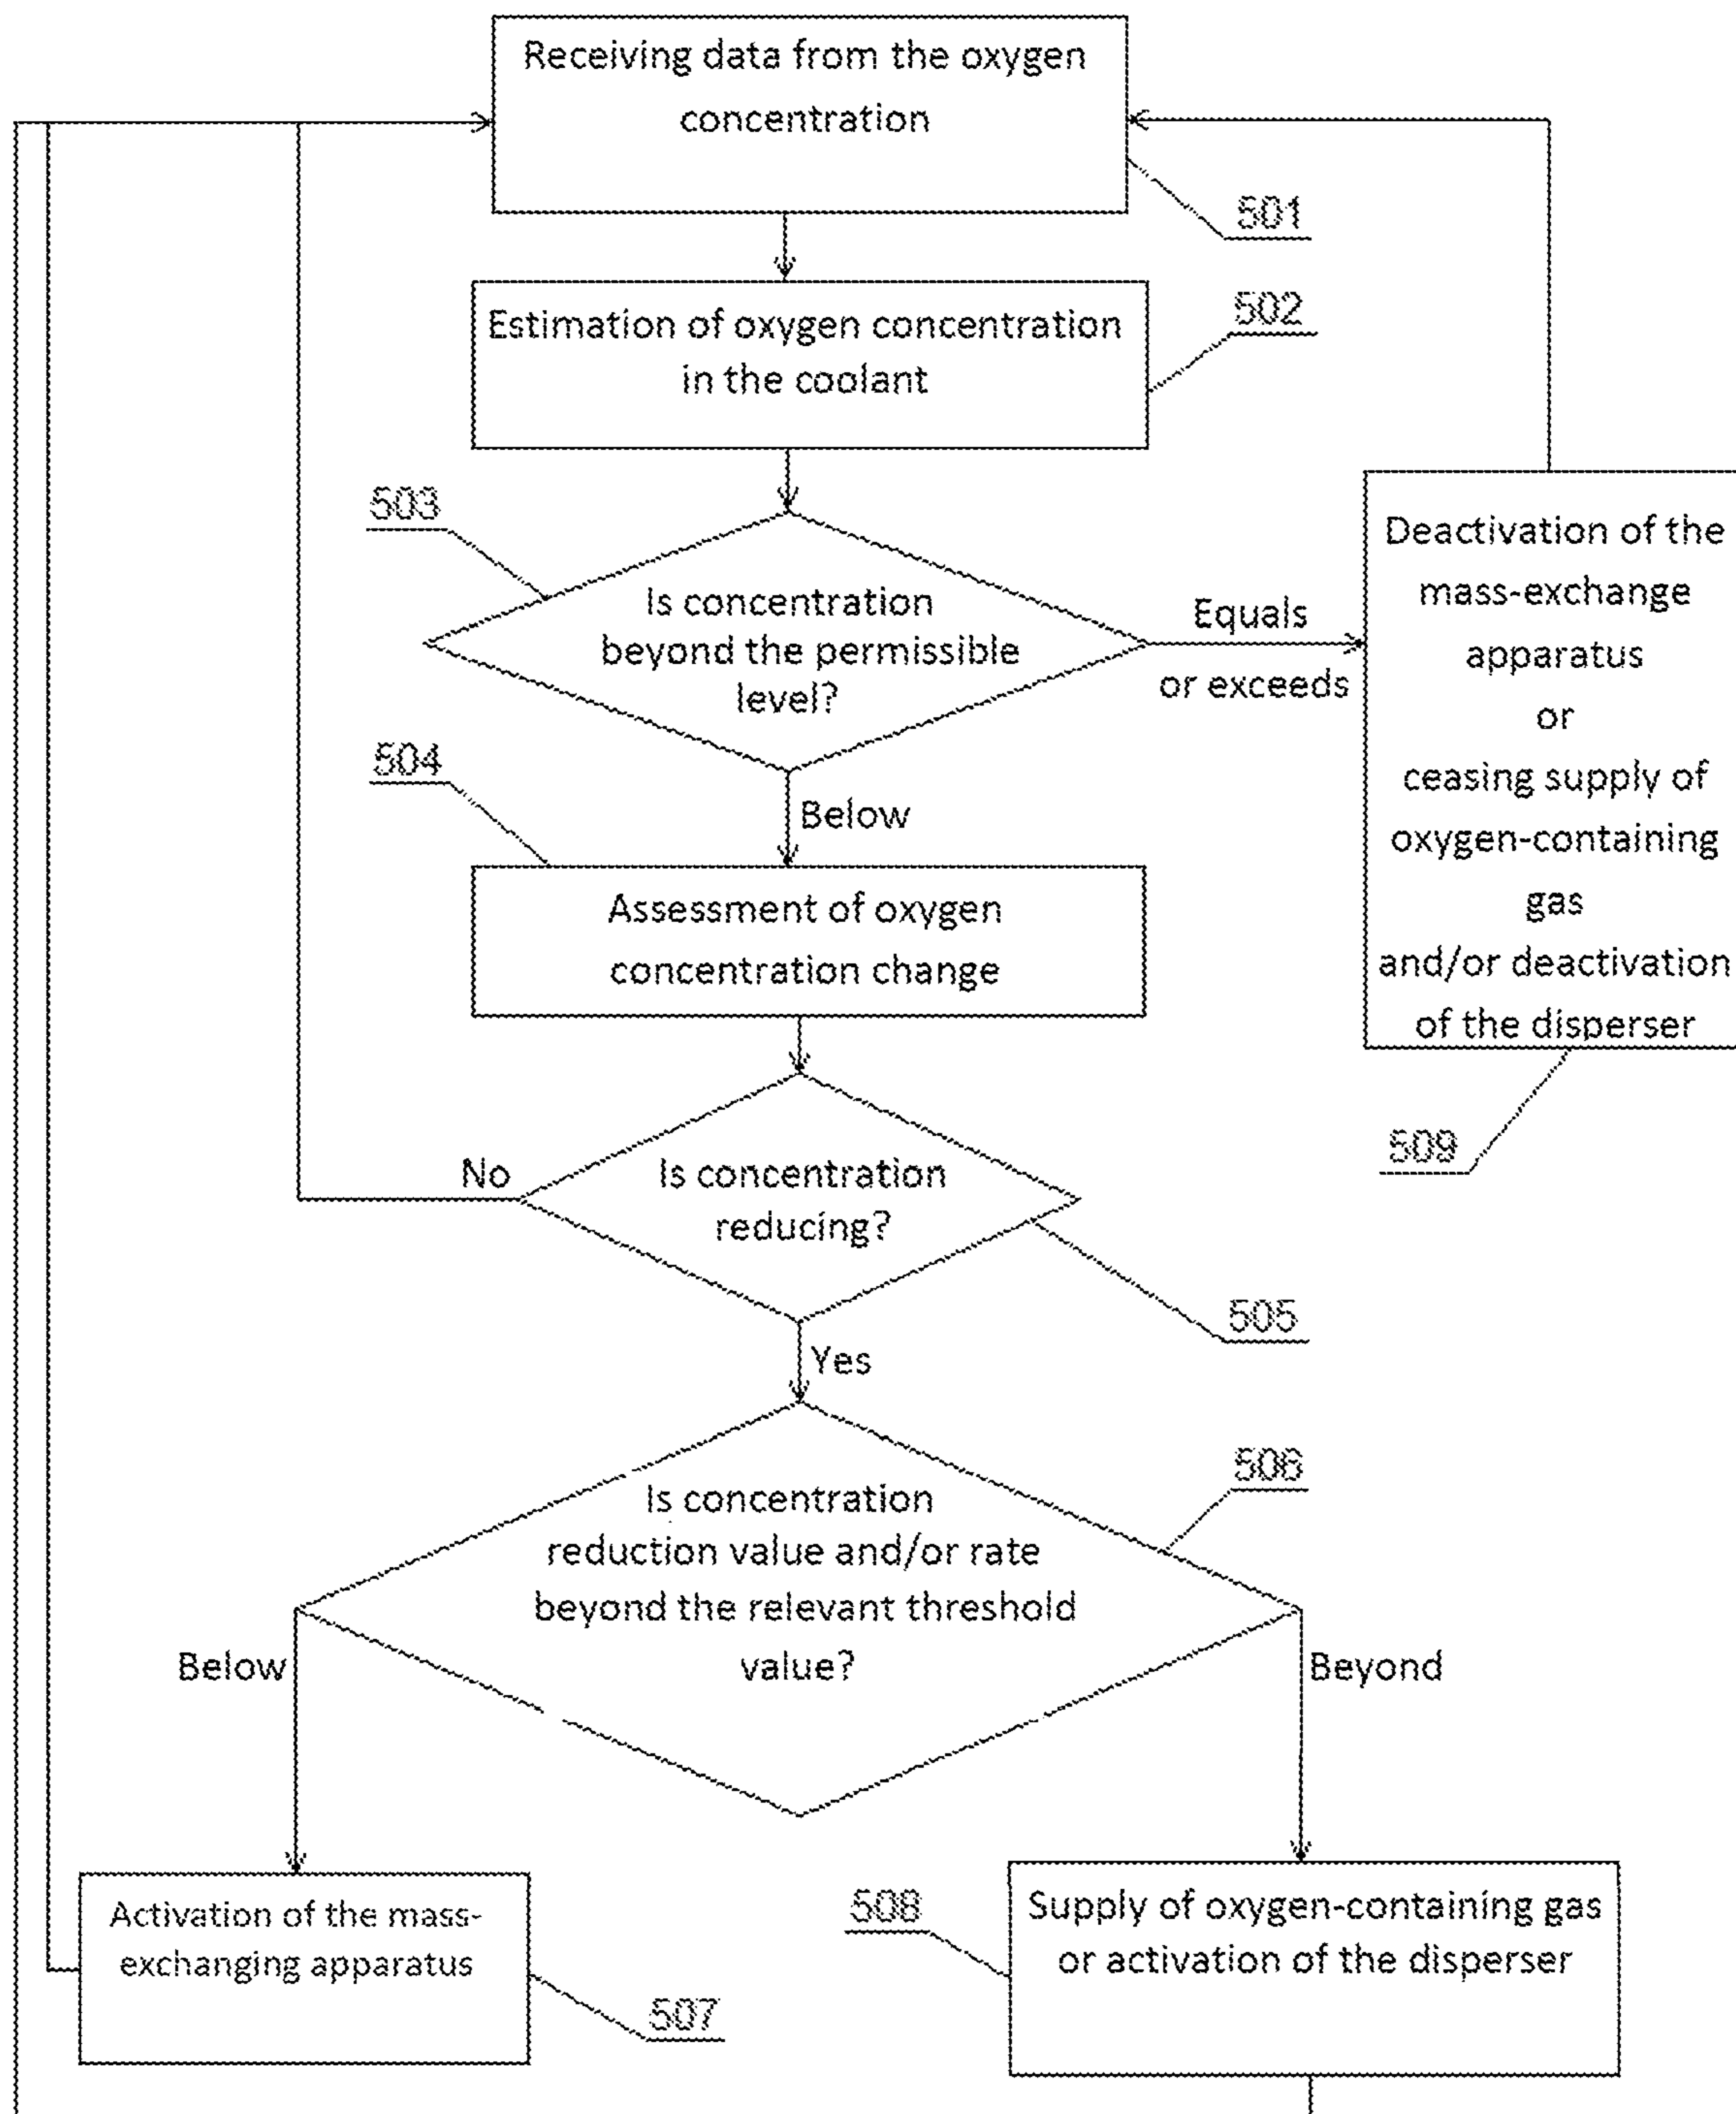 Receiving data from the oxygen
concentration
501
Estimation of oxygen concentration
in the coolant
502
503
Is concentration
beyond the permissible
level?
Equals
or exceeds
Deactivation of the
mass-exchange
apparatus
or
ceasing supply of
oxygen-containing
gas
and/or deactivation
of the disperser
509
504
Below
Assessment of oxygen
concentration change
No
Is concentration
reducing?
505
Yes
506
Is concentration
reduction value and/or rate
beyond the relevant threshold
value?
Below
Beyond
Activation of the mass-
exchanging apparatus
507
508
Supply of oxygen-containing gas
or activation of the disperser